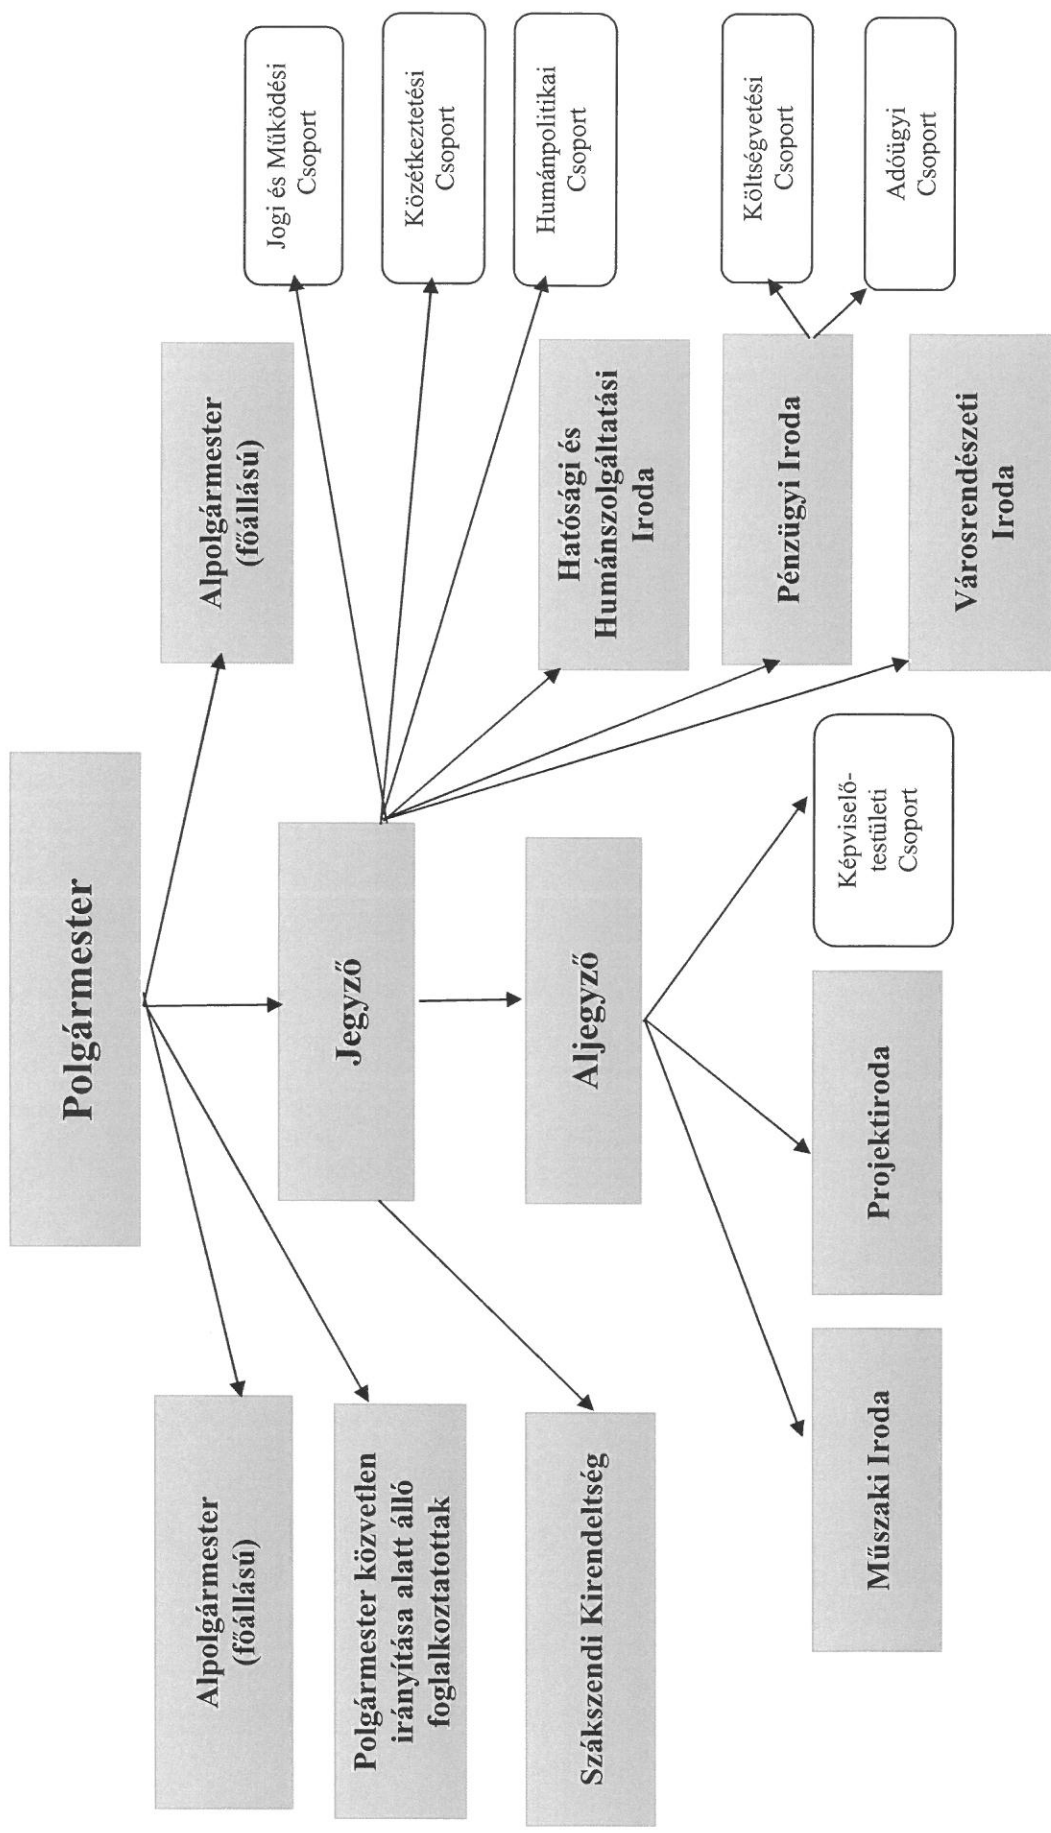 Polgármester
Alpolgármester
(főállású)
Alpolgármester
(főállású)
Polgármester közvetlen
irányítása alatt álló
foglalkoztatottak
Jegyző
Jogi és Működési
Csoport
Közétkeztetési
Csoport
Humánpolitikai
Csoport
Szákszendi Kirendeltség
Aljegyző
Hatósági és
Humánszolgáltatási
Iroda
Pénzügyi Iroda
Költségvetési
Csoport
Adóügyi
Csoport
Műszaki Iroda
Projektiroda
Képviselő-
testületi
Csoport
Városrendészeti
Iroda